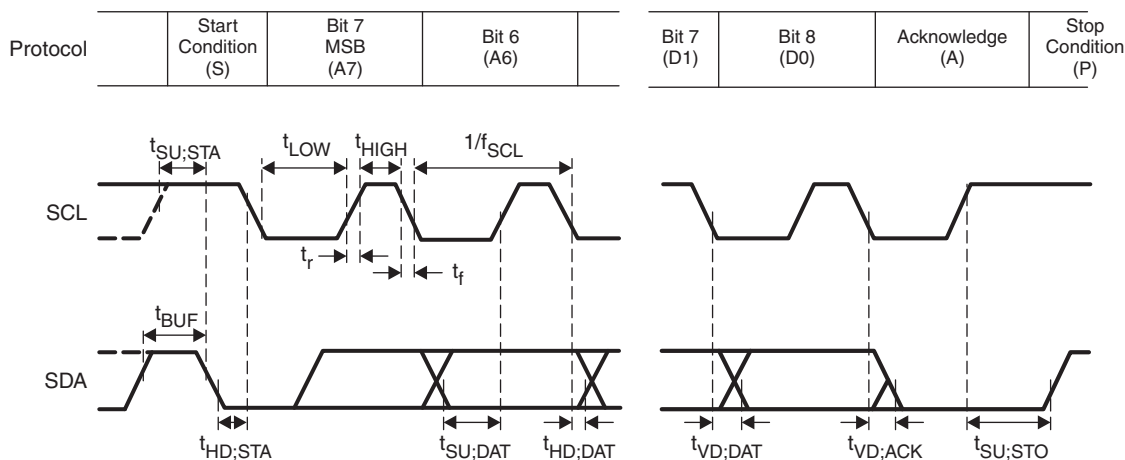 Protocol
Start
Condition
(S)
Bit 7
MSB
(A7)
Bit 6
(A6)
Bit 7
(D1)
Bit 8
(D0)
Acknowledge
(A)
Stop
Condition
(P)
tSU;STA
tLOW
tHIGH
1/fSCL
SCL
tr
tf
tBUF
SDA
tHD;STA
tSU;DAT
tHD;DAT
tVD;DAT
tVD;ACK
tSU;STO